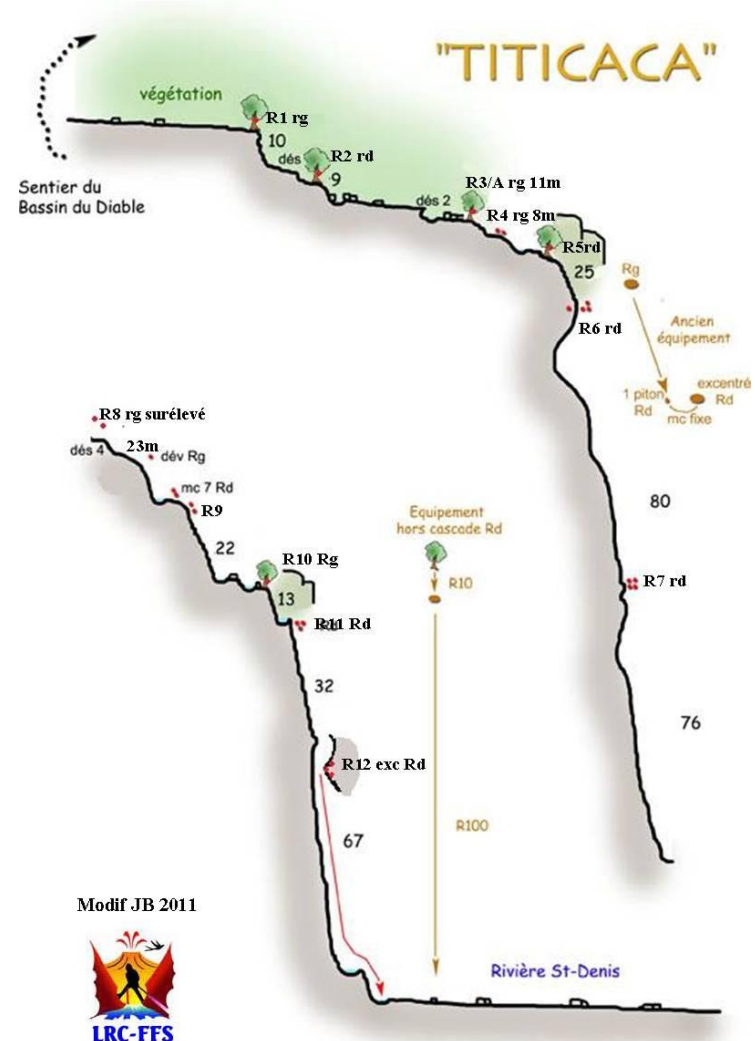 "TITICACA"
végétation
R1 rg
10
dés
R2 rd
9
Sentier du
Bassin du Diable
dés 2
R3/A rg 11m
R4 rg 8m
R5rd
25
R6 rd
Rg
Ancien
équipement
1 piton
Rd
mc fixe
excentré
Rd
80
R7 rd
76
R8 rg surélevé
dés 4
23m
dév Rg
mc 7 Rd
R9
22
R10 Rg
13
R11 Rd
32
R12 exc Rd
67
Equipement
hors cascade Rd
R10
R100
Rivière St-Denis
Modif JB 2011
LRC-FFS